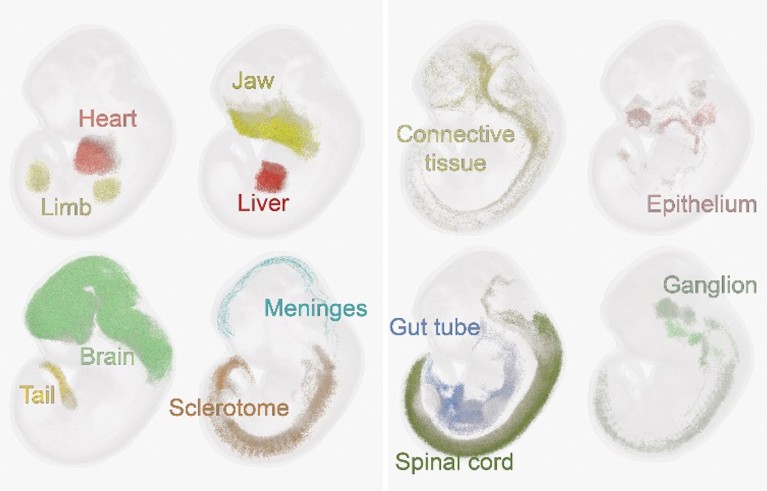 Heart
Limb
Jaw
Liver
Connective
tissue
Epithelium
Brain
Tail
Meninges
Sclerotome
Gut tube
Spinal cord
Ganglion